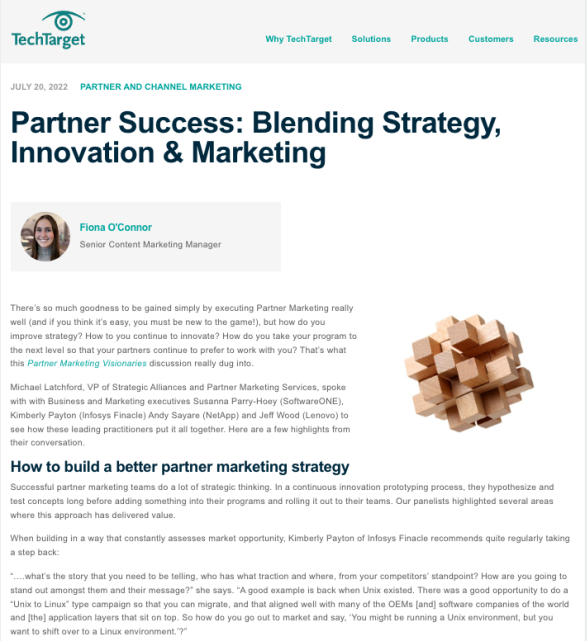 TechTarget
Why TechTarget Solutions Products Customers Resources
JULY 20, 2022 PARTNER AND CHANNEL MARKETING
Partner Success: Blending Strategy,
Innovation & Marketing
Fiona O'Connor
Senior Content Marketing Manager
There's so much goodness to be gained simply by executing Partner Marketing really
well (and if you think it's easy, you must be new to the game!), but how do you
improve strategy? How to you continue to innovate? How do you take your program to
the next level so that your partners continue to prefer to work with you? That's what
this Partner Marketing Visionaries discussion really dug into.
Michael Latchford, VP of Strategic Alliances and Partner Marketing Services, spoke
with with Business and Marketing executives Susanna Parry-Hoey (SoftwareONE),
Kimberly Payton (Infosys Finacle) Andy Sayare (NetApp) and Jeff Wood (Lenovo) to
see how these leading practitioners put it all together. Here are a few highlights from
their conversation.
How to build a better partner marketing strategy
Successful partner marketing teams do a lot of strategic thinking. In a continuous innovation prototyping process, they hypothesize and
test concepts long before adding something into their programs and rolling it out to their teams. Our panelists highlighted several areas
where this approach has delivered value.
When building in a way that constantly assesses market opportunity, Kimberly Payton of Infosys Finacle recommends quite regularly taking
a step back:
"….what's the story that you need to be telling, who has what traction and where, from your competitors' standpoint? How are you going to
stand out amongst them and their message?" she says. "A good example is back when Unix existed. There was a good opportunity to do a
"Unix to Linux" type campaign so that you can migrate, and that aligned well with many of the OEMs [and] software companies of the world
and [the] application layers that sit on top. So how do you go out to market and say, 'You might be running a Unix environment, but you
want to shift over to a Linux environment.'?"